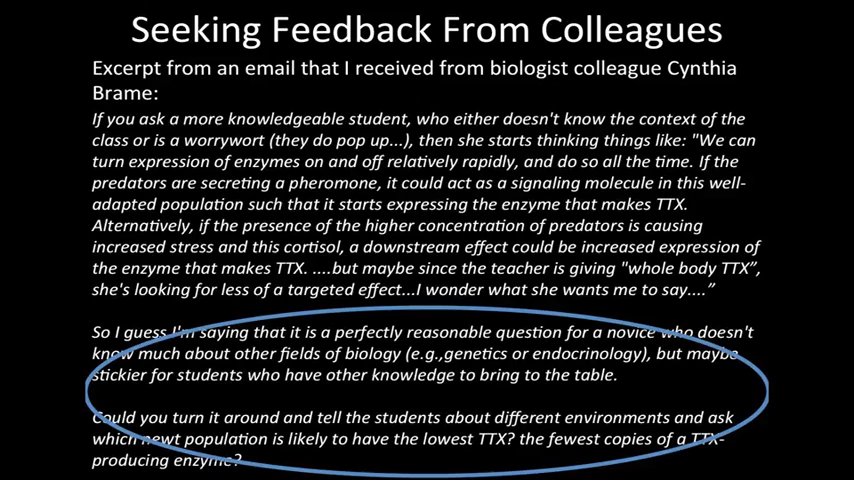 Seeking Feedback From Colleagues
Excerpt from an email that I received from biologist colleague Cynthia
Brame:
If you ask a more knowledgeable student, who either doesn't know the context of the
class or is a worrywort (they do pop up...), then she starts thinking things like: "We can
turn expression of enzymes on and off relatively rapidly, and do so all the time. If the
predators are secreting a pheromone, it could act as a signaling molecule in this well-
adapted population such that it starts expressing the enzyme that makes TTX.
Alternatively, if the presence of the higher concentration of predators is causing
increased stress and this cortisol, a downstream effect could be increased expression of
the enzyme that makes TTX. ....but maybe since the teacher is giving "whole body TTX”,
she's looking for less of a targeted effect...I wonder what she wants me to say....”
So I guess I'm saying that it is a perfectly reasonable question for a novice who doesn't
know much about other fields of biology (e.g.,genetics or endocrinology), but maybe
stickier for students who have other knowledge to bring to the table.
Could you turn it around and tell the students about different environments and ask
which newt population is likely to have the lowest TTX? the fewest copies of a TTX-
producing enzyme?